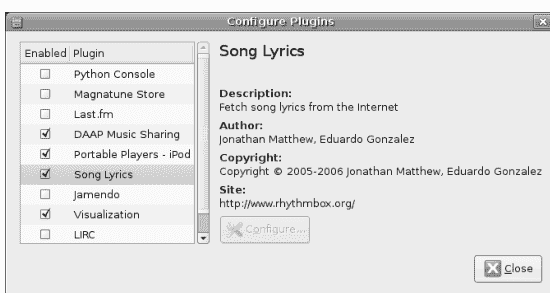 Configure Plugins
Enabled Plugin
Python Console
Magnatune Store
Last.fm
DAAP Music Sharing
Portable Players - iPod
Song Lyrics
Jamendo
Visualization
LIRC
Song Lyrics
Description:
Fetch song lyrics from the Internet
Author:
Jonathan Matthew, Eduardo Gonzalez
Copyright:
Copyright © 2005-2006 Jonathan Matthew, Eduardo Gonzalez
Site:
http://www.rhythmbox.org/
Configure...
Close